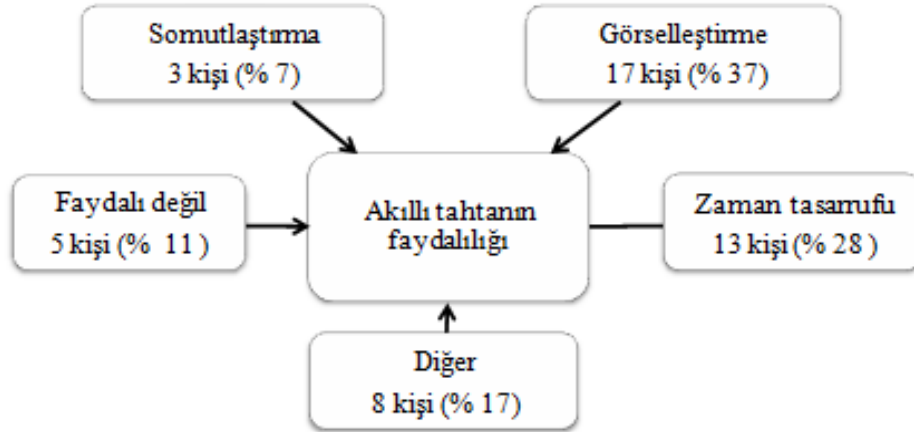 Somutlaştırma
3 kişi (% 7)
Görselleştirme
17 kişi (% 37)
Faydalı değil
5 kişi (% 11 )
Akıllı tahtanın
faydalılığı
Zaman tasarrufu
13 kişi (% 28 )
Diğer
8 kişi (% 17)